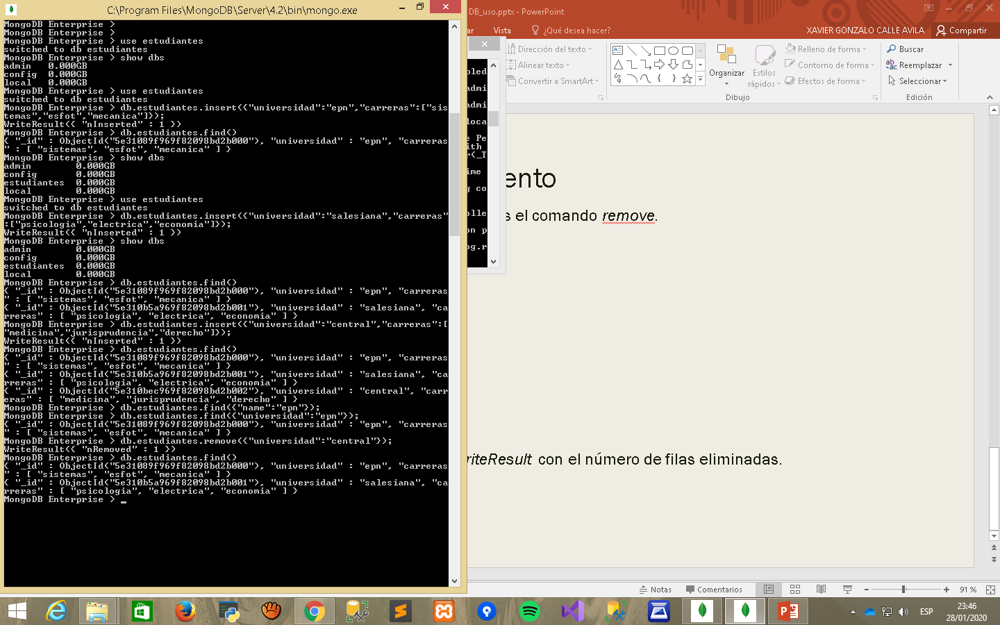 C:\Program Files\MongoDB\Server\4.2\bin\mongo.exe
MongoDB Enterprise >
MongoDB Enterprise >
MongoDB Enterprise > use estudiantes
switched to db estudiantes
MongoDB Enterprise > show dbs
admin   0.000GB
config  0.000GB
local   0.000GB
MongoDB Enterprise > use estudiantes
switched to db estudiantes
MongoDB Enterprise > db.estudiantes.insert({"universidad":"epn","carreras":["sis
temas","esfot","mecanica"]});
WriteResult({ "nInserted" : 1 })
MongoDB Enterprise > db.estudiantes.find()
{ "_id" : ObjectId("5e31089f969f82098bd2b000"), "universidad" : "epn", "carreras
" : [ "sistemas", "esfot", "mecanica" ] }
MongoDB Enterprise > show dbs
admin        0.000GB
config       0.000GB
estudiantes  0.000GB
local        0.000GB
MongoDB Enterprise > use estudiantes
switched to db estudiantes
MongoDB Enterprise > db.estudiantes.insert({"universidad":"salesiana","carreras"
:["psicologia","electrica","economia"]});
WriteResult({ "nInserted" : 1 })
MongoDB Enterprise > show dbs
admin        0.000GB
config       0.000GB
estudiantes  0.000GB
local        0.000GB
MongoDB Enterprise > db.estudiantes.find()
{ "_id" : ObjectId("5e31089f969f82098bd2b000"), "universidad" : "epn", "carreras
" : [ "sistemas", "esfot", "mecanica" ] }
{ "_id" : ObjectId("5e310b5a969f82098bd2b001"), "universidad" : "salesiana", "ca
rreras" : [ "psicologia", "electrica", "economia" ] }
MongoDB Enterprise > db.estudiantes.insert({"universidad":"central","carreras":[
"medicina","jurisprudencia","derecho"]});
WriteResult({ "nInserted" : 1 })
MongoDB Enterprise > db.estudiantes.find()
{ "_id" : ObjectId("5e31089f969f82098bd2b000"), "universidad" : "epn", "carreras
" : [ "sistemas", "esfot", "mecanica" ] }
{ "_id" : ObjectId("5e310b5a969f82098bd2b001"), "universidad" : "salesiana", "ca
rreras" : [ "psicologia", "electrica", "economia" ] }
{ "_id" : ObjectId("5e310bec969f82098bd2b002"), "universidad" : "central", "carr
eras" : [ "medicina", "jurisprudencia", "derecho" ] }
MongoDB Enterprise > db.estudiantes.find({"name":"epn"});
MongoDB Enterprise > db.estudiantes.find({"universidad":"epn"});
{ "_id" : ObjectId("5e31089f969f82098bd2b000"), "universidad" : "epn", "carreras
" : [ "sistemas", "esfot", "mecanica" ] }
MongoDB Enterprise > db.estudiantes.remove({"universidad":"central"});
WriteResult({ "nRemoved" : 1 })
MongoDB Enterprise > db.estudiantes.find()
{ "_id" : ObjectId("5e31089f969f82098bd2b000"), "universidad" : "epn", "carreras
" : [ "sistemas", "esfot", "mecanica" ] }
{ "_id" : ObjectId("5e310b5a969f82098bd2b001"), "universidad" : "salesiana", "ca
rreras" : [ "psicologia", "electrica", "economia" ] }
MongoDB Enterprise > _
oled
admi
admi
loca
e Pe
ith
r(_T
ime
g co
olle
on p
og.r
DB_uso.pptx - PowerPoint
ar Vista ¿Qué desea hacer? XAVIER GONZALO CALLE AVILA Compartir
Dirección del texto
Alinear texto
Convertir a SmartArt
Organizar
Estilos
rápidos
Relleno de forma
Contorno de forma
Efectos de forma
Dibujo
Buscar
Reemplazar
Seleccionar
Edición
ento
s el comando remove.
riteResult con el número de filas eliminadas.
Notas Comentarios 91 %
ESP
23:46
28/01/2020